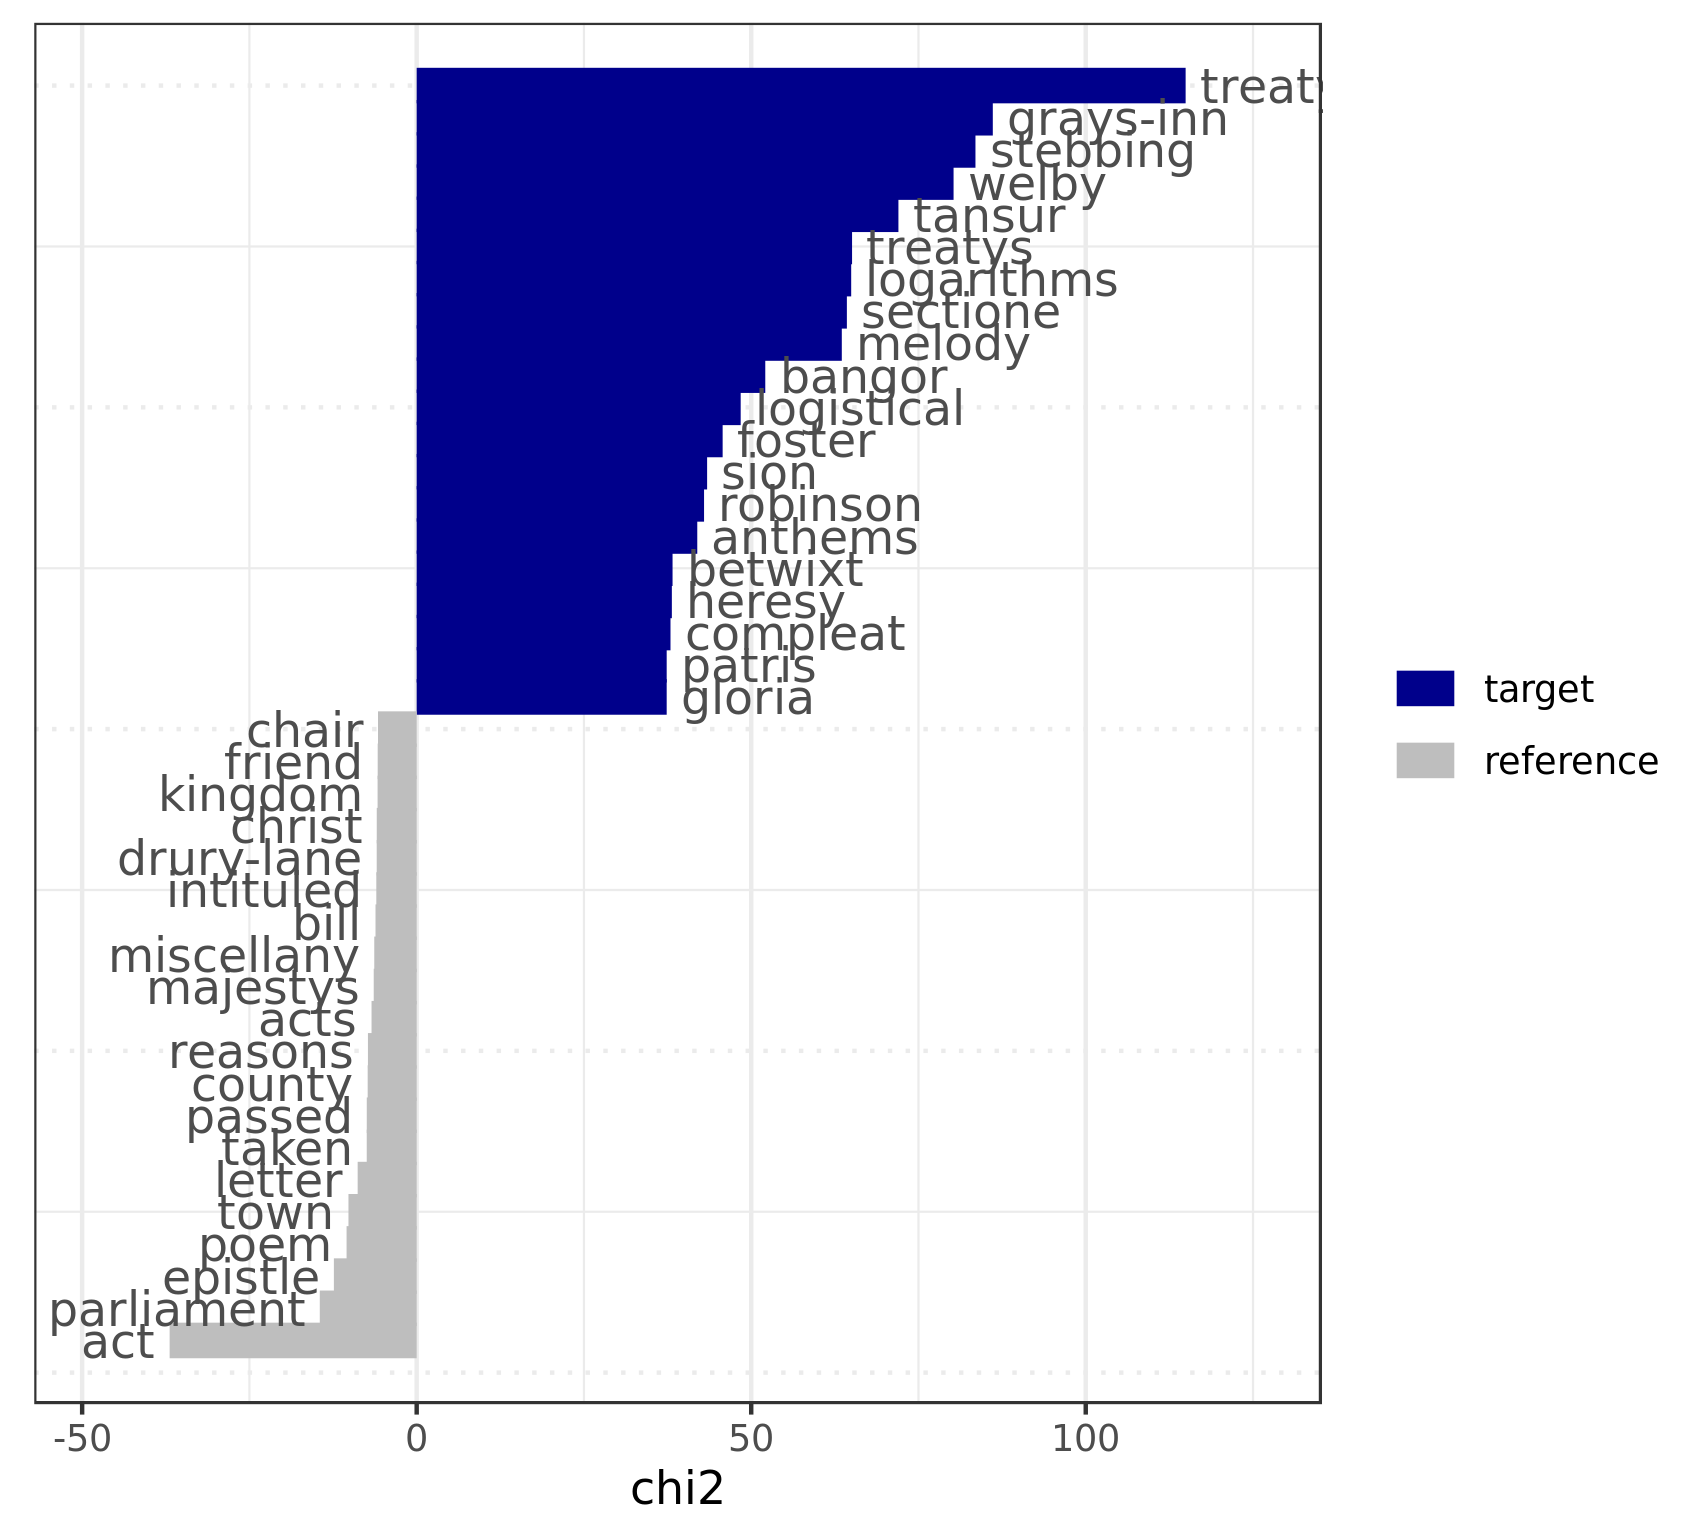 treaty
grays-inn
stebbing
welby
tansur
treatys
logarithms
sectione
melody
bangor
logistical
foster
sion
robinson
anthems
betwixt
heresy
compleat
patris
gloria
chair
friend
kingdom
christ
drury-lane
intituled
bill
miscellany
majestys
acts
reasons
county
passed
taken
letter
town
poem
epistle
parliament
act
target
reference
-50 0 50 100
chi2